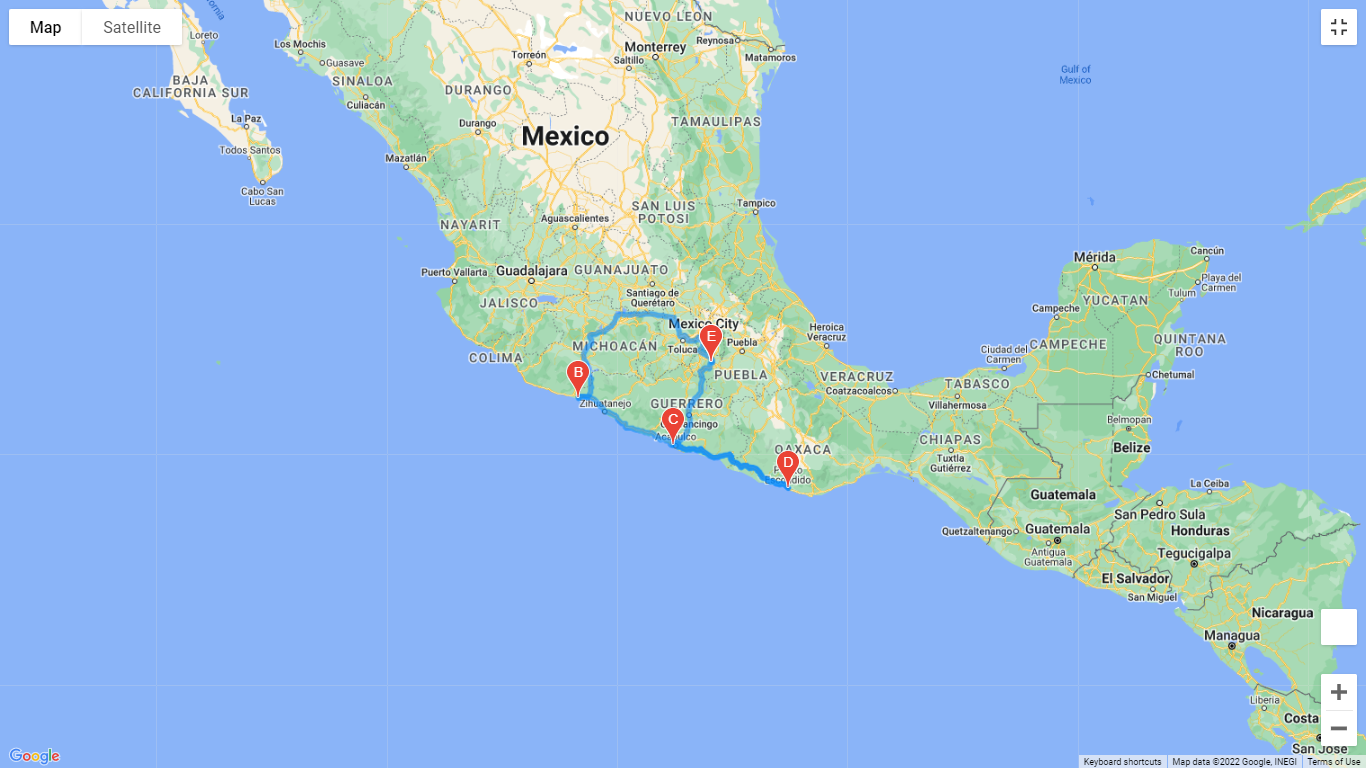 Map
Satellite
NUEVO LEON
Loreto
Los Mochis
Reynosa
Monterrey
Torreón
Matamoros
Saltillo
Guasave
Gulf of
Mexico
BAJA
CALIFORNIA SUR
SINALOA
DURANGO
Culiacán
La Paz
Durango
TAMAULIPAS
Mexico
Todos Santos
Mazatlán
Cabo San
Lucas
SAN LUIS
POTOSI
Tampico
Aguascalientes
NAYARIT
Cancún
Mérida
Puerto Vallarta
Guadalajara
GUANAJUATO
Playa del
Carmen
Santiago de
Querétaro
Tulum
JALISCO
YUCATAN
Campeche
Mexico City
Heroica
Veracruz
QUINTANA
ROO
E
MICHOACÁN
Toluca
Puebla
CAMPECHE
COLIMA
Ciudad del
Carmen
B
PUEBLA
VERACRUZ
Chetumal
TABASCO
Coatzacoalcos
Zihuatanejo
GUERRERO
Villahermosa
C
Belmopan
CHIAPAS
OAXACA
Belize
Tuxtla
Gutiérrez
D
La Ceiba
Guatemala
San Pedro Sula
Quetzaltenango
Guatemala
Honduras
Antigua
Guatemala
Tegucigalpa
El Salvador
San Miguel
Nicaragua
Managua
Liberia
Costa
San José
Google
Keyboard shortcuts
Map data ©2022 Google, INEGI
Terms of Use